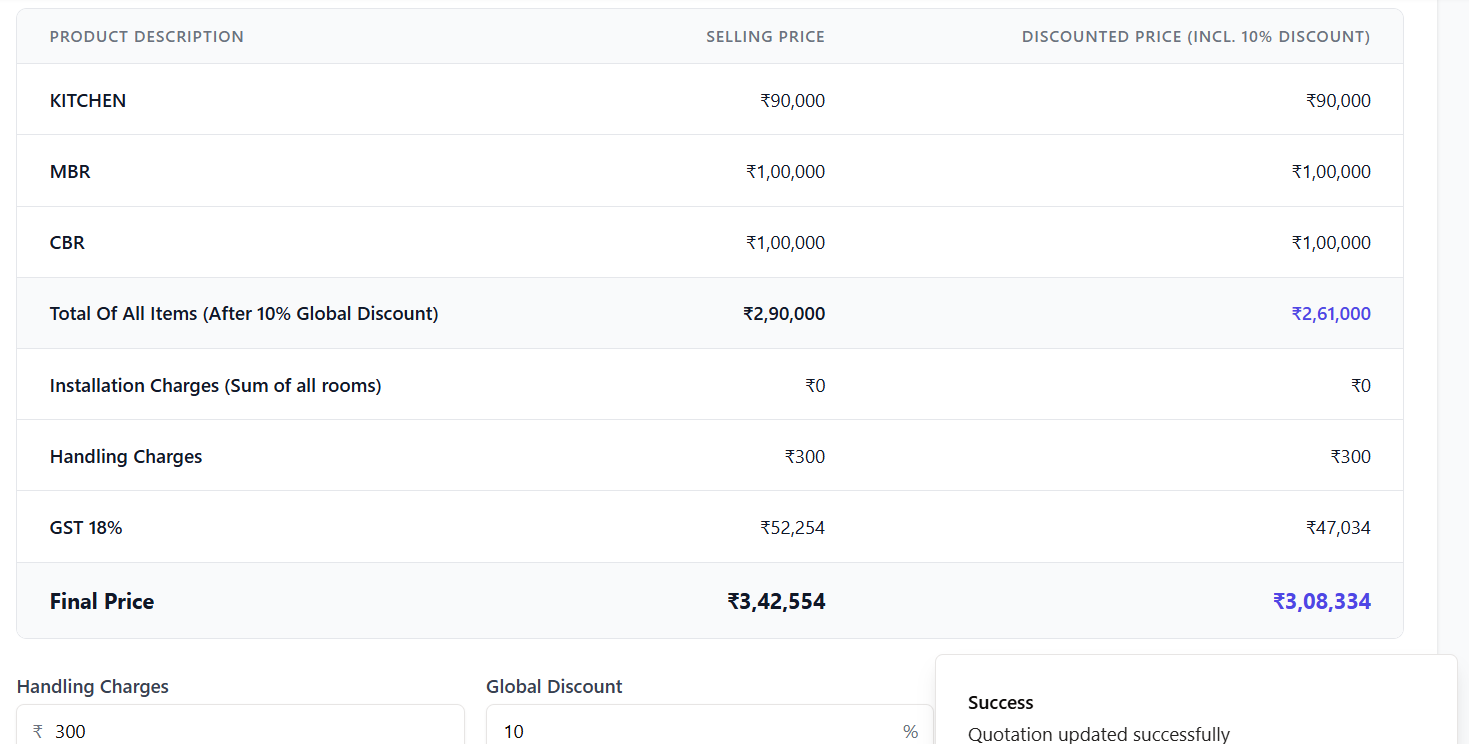 PRODUCT DESCRIPTION SELLING PRICE DISCOUNTED PRICE (INCL. 10% DISCOUNT)
KITCHEN ₹90,000 ₹90,000
MBR ₹1,00,000 ₹1,00,000
CBR ₹1,00,000 ₹1,00,000
Total Of All Items (After 10% Global Discount) ₹2,90,000 ₹2,61,000
Installation Charges (Sum of all rooms) ₹0 ₹0
Handling Charges ₹300 ₹300
GST 18% ₹52,254 ₹47,034
Final Price ₹3,42,554 ₹3,08,334
Handling Charges Global Discount
₹ 300 10 %
Success
Quotation updated successfully